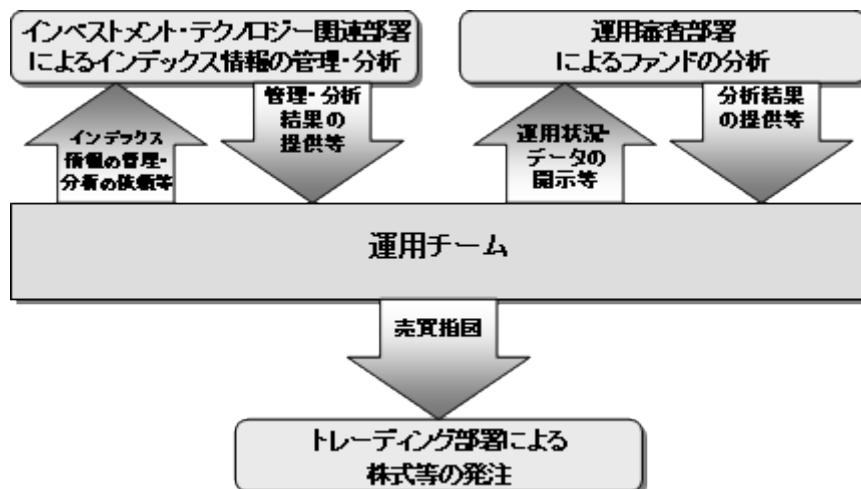 インベストメント・テクノロジー関連部署
によるインデックス情報の管理・分析
運用審査部署
によるファンドの分析
インデックス
情報の管理・
分析の依頼等
管理・分析
結果の
提供等
運用状況・
データの
開示等
分析結果
の提供等
運用チーム
売買指図
トレーディング部署による
株式等の発注